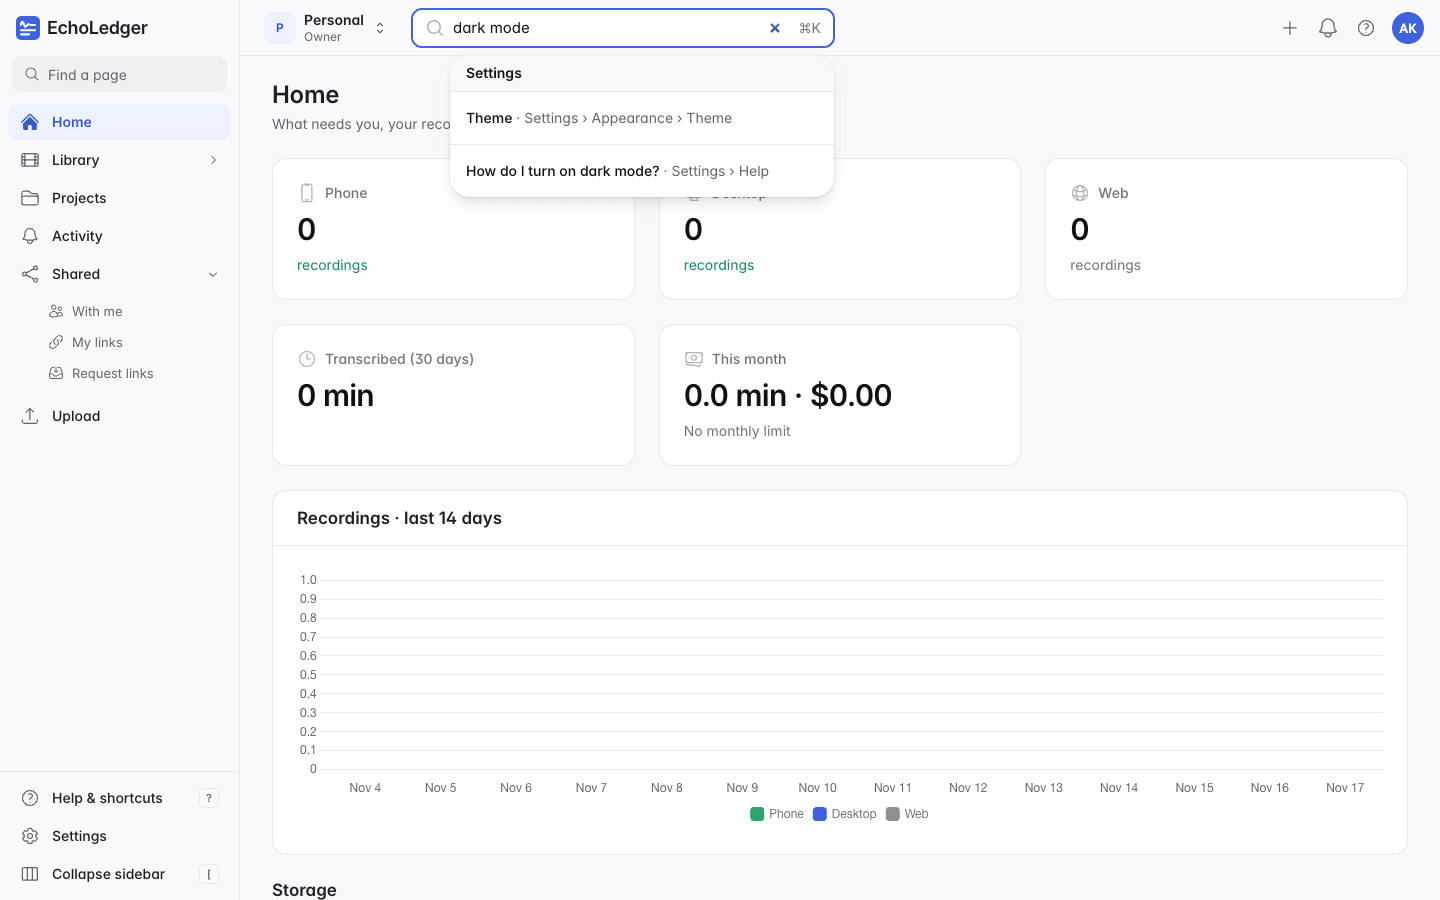 EchoLedger
Find a page
Home
Library
Projects
Activity
Shared
With me
My links
Request links
Upload
Help & shortcuts ?
Settings
Collapse sidebar [
P Personal
Owner
dark mode ⌘K
AK
Settings
Theme · Settings › Appearance › Theme
How do I turn on dark mode? · Settings › Help
Home
What needs you, your reco
Phone
0
recordings
Desktop
0
recordings
Web
0
recordings
Transcribed (30 days)
0 min
This month
0.0 min · $0.00
No monthly limit
Recordings · last 14 days
1.0
0.9
0.8
0.7
0.6
0.5
0.4
0.3
0.2
0.1
0
Nov 4 Nov 5 Nov 6 Nov 7 Nov 8 Nov 9 Nov 10 Nov 11 Nov 12 Nov 13 Nov 14 Nov 15 Nov 16 Nov 17
Phone Desktop Web
Storage